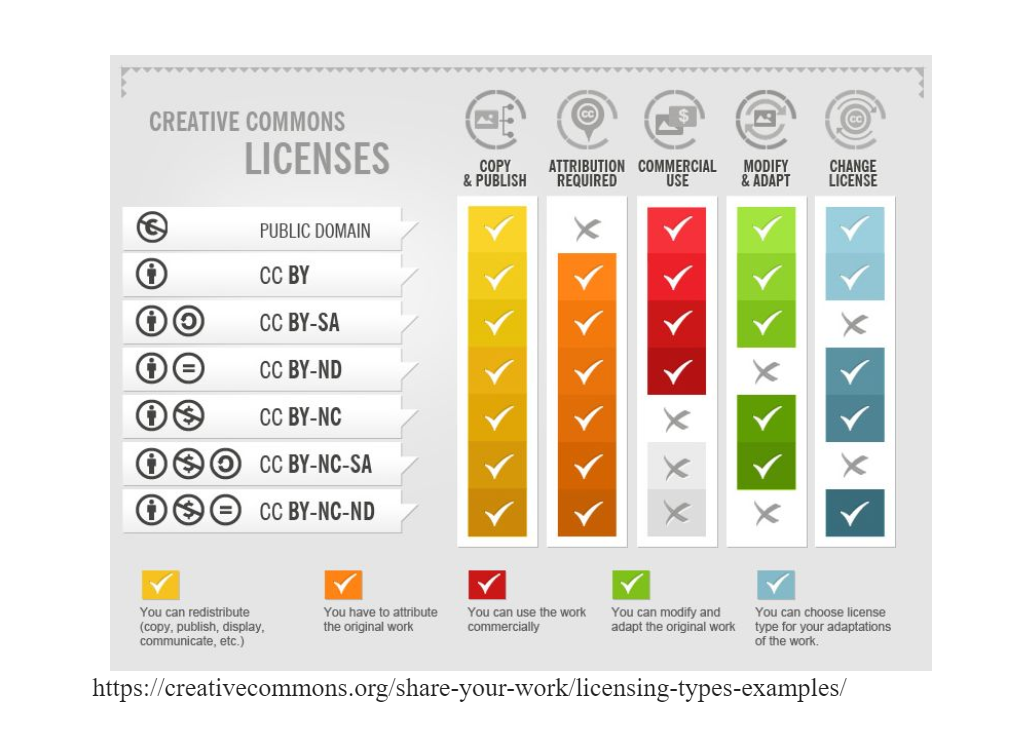 CREATIVE COMMONS
LICENSES
COPY
& PUBLISH
ATTRIBUTION
REQUIRED
COMMERCIAL
USE
MODIFY
& ADAPT
CHANGE
LICENSE
PUBLIC DOMAIN
CC BY
CC BY-SA
CC BY-ND
CC BY-NC
CC BY-NC-SA
CC BY-NC-ND
You can redistribute
(copy, publish, display,
communicate, etc.)
You have to attribute
the original work
You can use the work
commercially
You can modify and
adapt the original work
You can choose license
type for your adaptations
of the work.
https://creativecommons.org/share-your-work/licensing-types-examples/